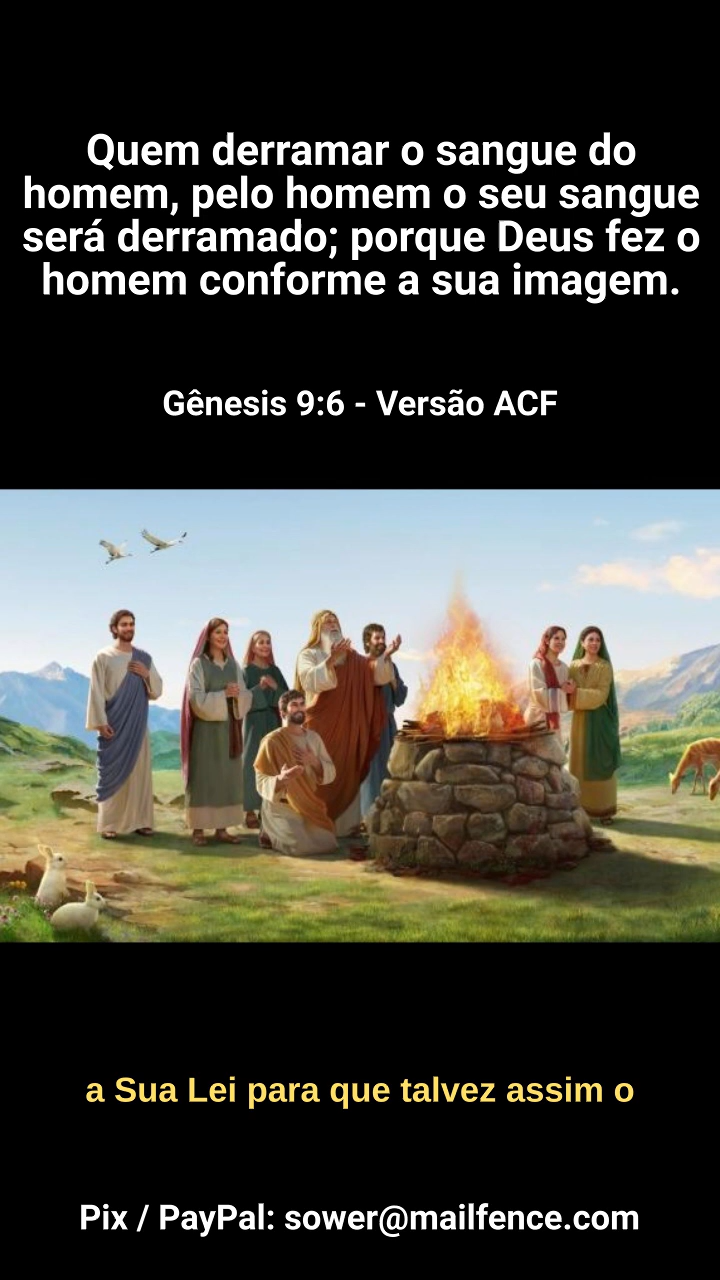 Quem derramar o sangue do
homem, pelo homem o seu sangue
será derramado; porque Deus fez o
homem conforme a sua imagem.
Gênesis 9:6 - Versão ACF
a Sua Lei para que talvez assim o
Pix / PayPal: sower@mailfence.com